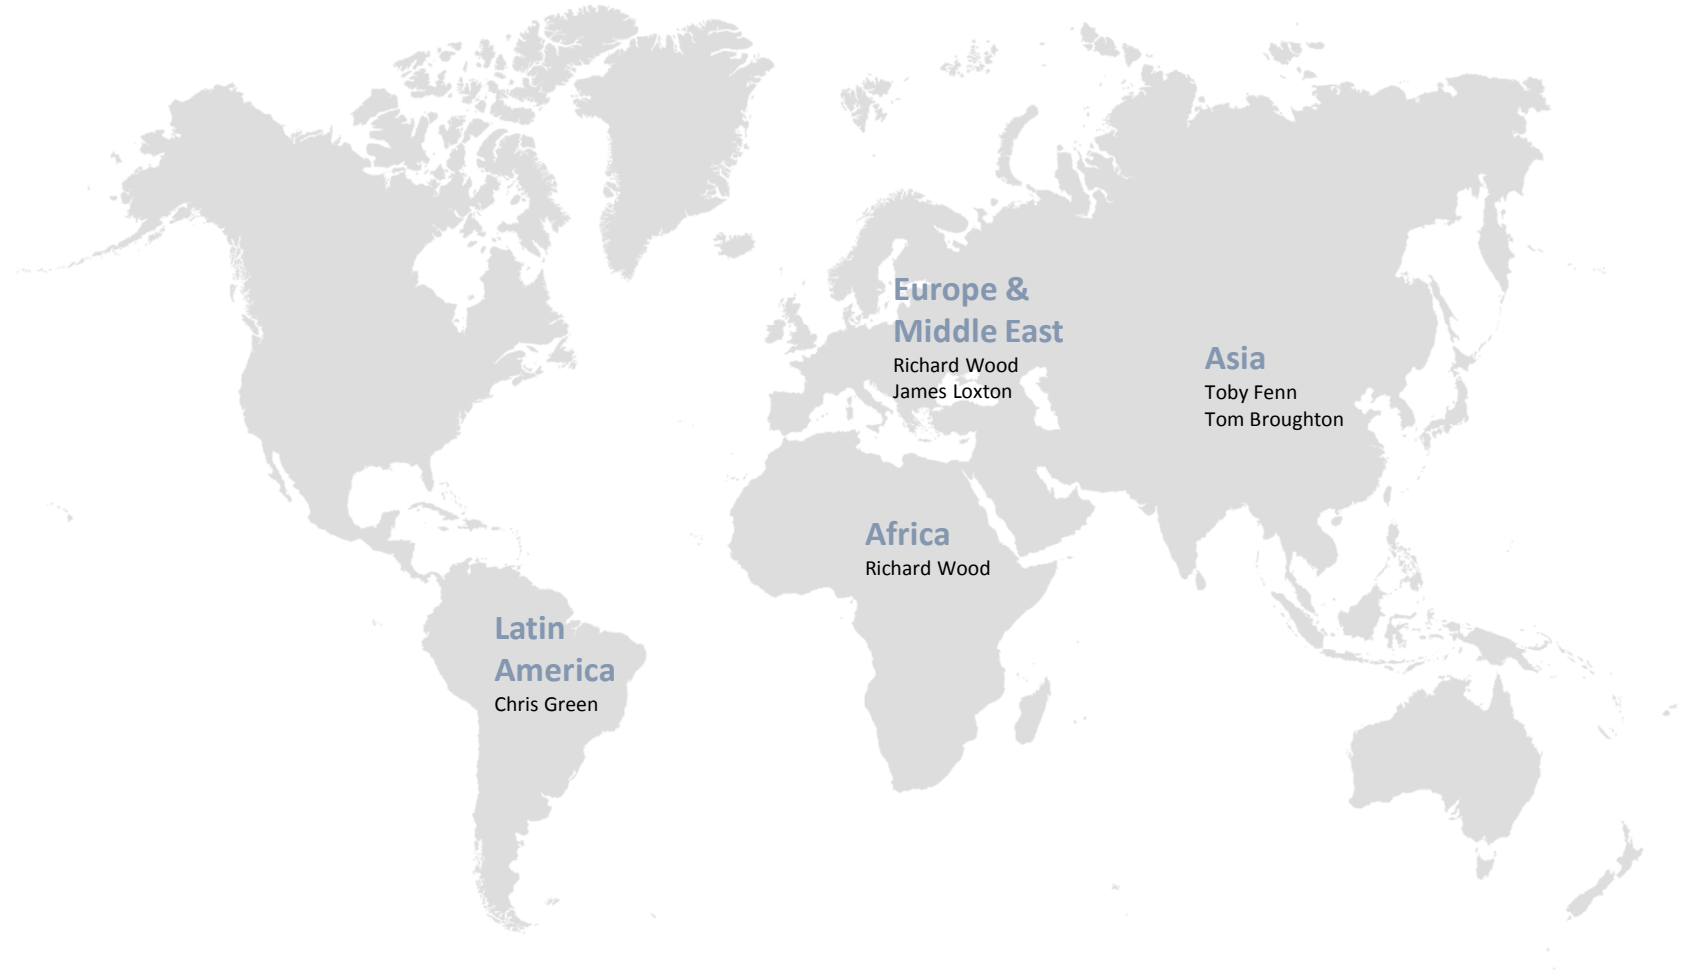 Europe &
Middle East
Richard Wood
James Loxton
Asia
Toby Fenn
Tom Broughton
Africa
Richard Wood
Latin
America
Chris Green